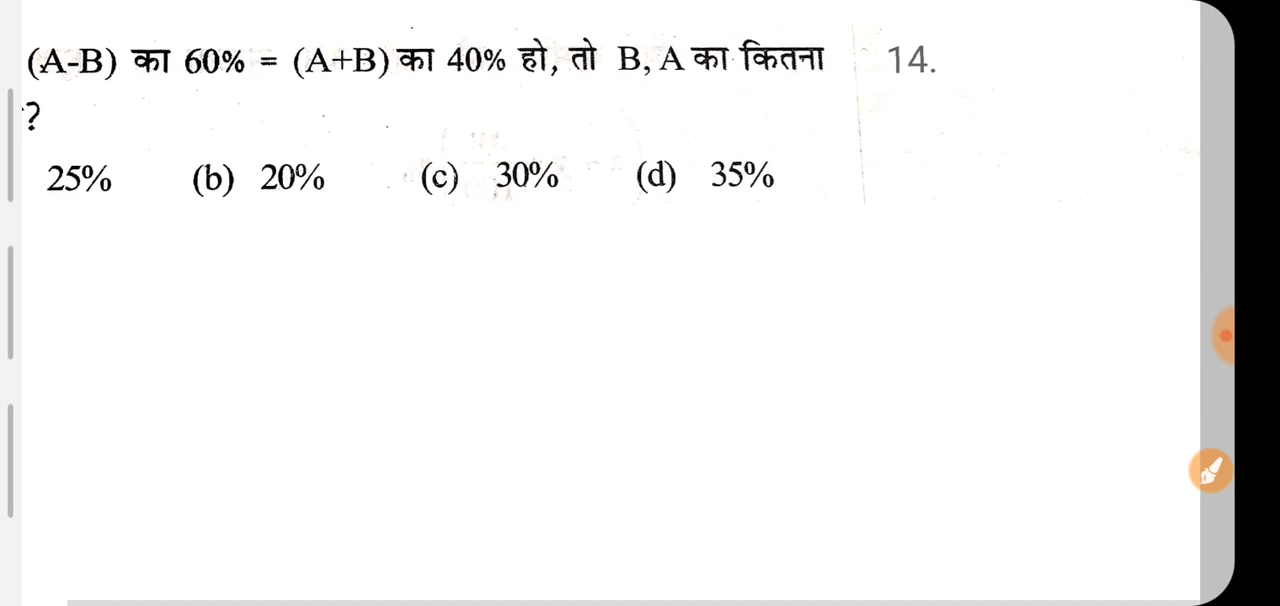 (A-B) का 60% = (A+B) का 40% हो, तो B, A का कितना
?
25% (b) 20% (c) 30% (d) 35%
14.